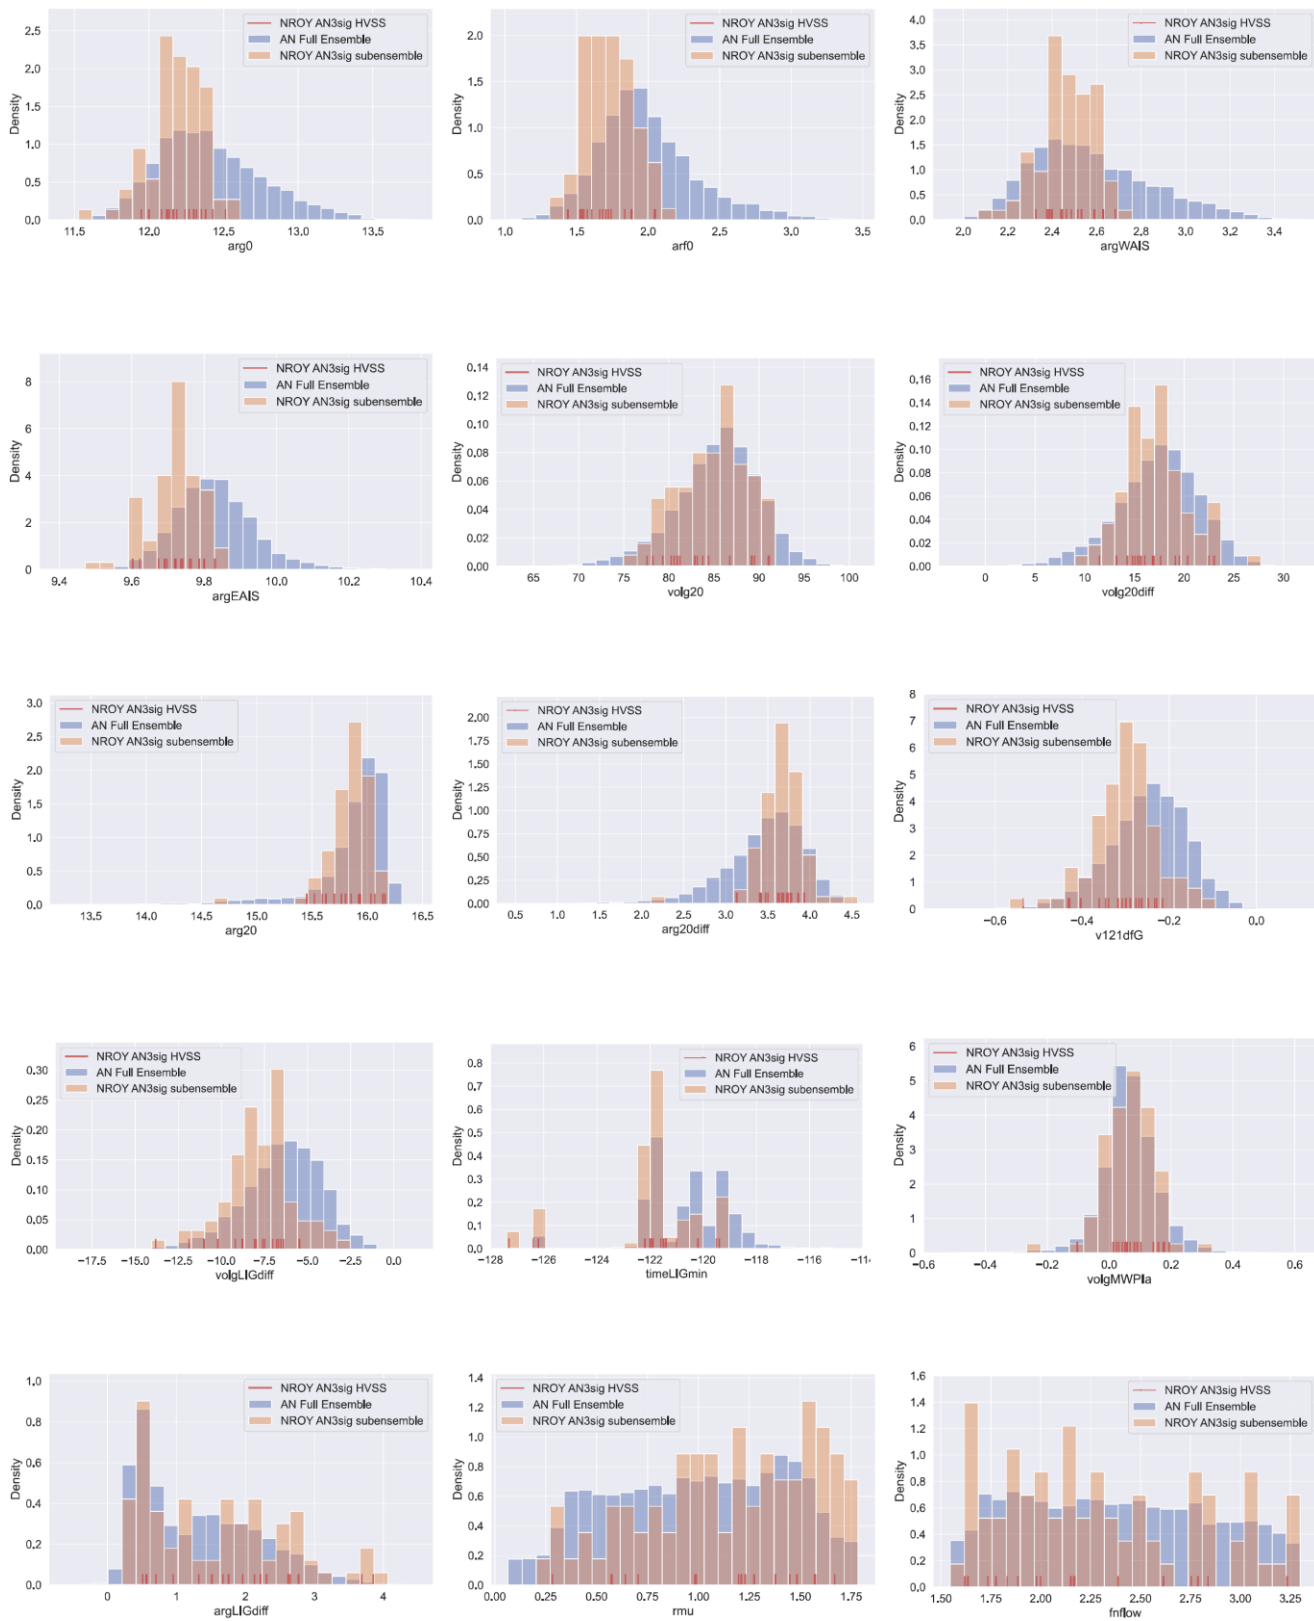 NROY AN3sig HVSS
AN Full Ensemble
NROY AN3sig subensemble
Density
2.5
2.0
1.5
1.0
0.5
0.0
11.5 12.0 12.5 13.0 13.5
arg0
NROY AN3sig HVSS
AN Full Ensemble
NROY AN3sig subensemble
Density
2.0
1.5
1.0
0.5
0.0
1.0 1.5 2.0 2.5 3.0 3.5
arf0
NROY AN3sig HVSS
AN Full Ensemble
NROY AN3sig subensemble
Density
4.0
3.5
3.0
2.5
2.0
1.5
1.0
0.5
0.0
2.0 2.2 2.4 2.6 2.8 3.0 3.2 3.4
argWAIS
NROY AN3sig HVSS
AN Full Ensemble
NROY AN3sig subensemble
Density
8
6
4
2
0
9.4 9.6 9.8 10.0 10.2 10.4
argEAIS
NROY AN3sig HVSS
AN Full Ensemble
NROY AN3sig subensemble
Density
0.14
0.12
0.10
0.08
0.06
0.04
0.02
0.00
65 70 75 80 85 90 95 100
volg20
NROY AN3sig HVSS
AN Full Ensemble
NROY AN3sig subensemble
Density
0.16
0.14
0.12
0.10
0.08
0.06
0.04
0.02
0.00
0 5 10 15 20 25 30
volg20diff
NROY AN3sig HVSS
AN Full Ensemble
NROY AN3sig subensemble
Density
3.0
2.5
2.0
1.5
1.0
0.5
0.0
13.5 14.0 14.5 15.0 15.5 16.0 16.5
arg20
NROY AN3sig HVSS
AN Full Ensemble
NROY AN3sig subensemble
Density
2.00
1.75
1.50
1.25
1.00
0.75
0.50
0.25
0.00
0.5 1.0 1.5 2.0 2.5 3.0 3.5 4.0 4.5
arg20diff
NROY AN3sig HVSS
AN Full Ensemble
NROY AN3sig subensemble
Density
8
7
6
5
4
3
2
1
0
−0.6 −0.4 −0.2 0.0
v121dfG
NROY AN3sig HVSS
AN Full Ensemble
NROY AN3sig subensemble
Density
0.30
0.25
0.20
0.15
0.10
0.05
0.00
−17.5 −15.0 −12.5 −10.0 −7.5 −5.0 −2.5 0.0
volgLIGdiff
NROY AN3sig HVSS
AN Full Ensemble
NROY AN3sig subensemble
Density
0.8
0.7
0.6
0.5
0.4
0.3
0.2
0.1
0.0
−128 −126 −124 −122 −120 −118 −116
timeLIGmin
NROY AN3sig HVSS
AN Full Ensemble
NROY AN3sig subensemble
Density
6
5
4
3
2
1
0
−0.6 −0.4 −0.2 0.0 0.2 0.4 0.6
volgMWPla
NROY AN3sig HVSS
AN Full Ensemble
NROY AN3sig subensemble
Density
1.0
0.8
0.6
0.4
0.2
0.0
0 1 2 3 4
argLIGdiff
NROY AN3sig HVSS
AN Full Ensemble
NROY AN3sig subensemble
Density
1.4
1.2
1.0
0.8
0.6
0.4
0.2
0.0
0.00 0.25 0.50 0.75 1.00 1.25 1.50 1.75
rmu
NROY AN3sig HVSS
AN Full Ensemble
NROY AN3sig subensemble
Density
1.6
1.4
1.2
1.0
0.8
0.6
0.4
0.2
0.0
1.50 1.75 2.00 2.25 2.50 2.75 3.00 3.25
fnflow